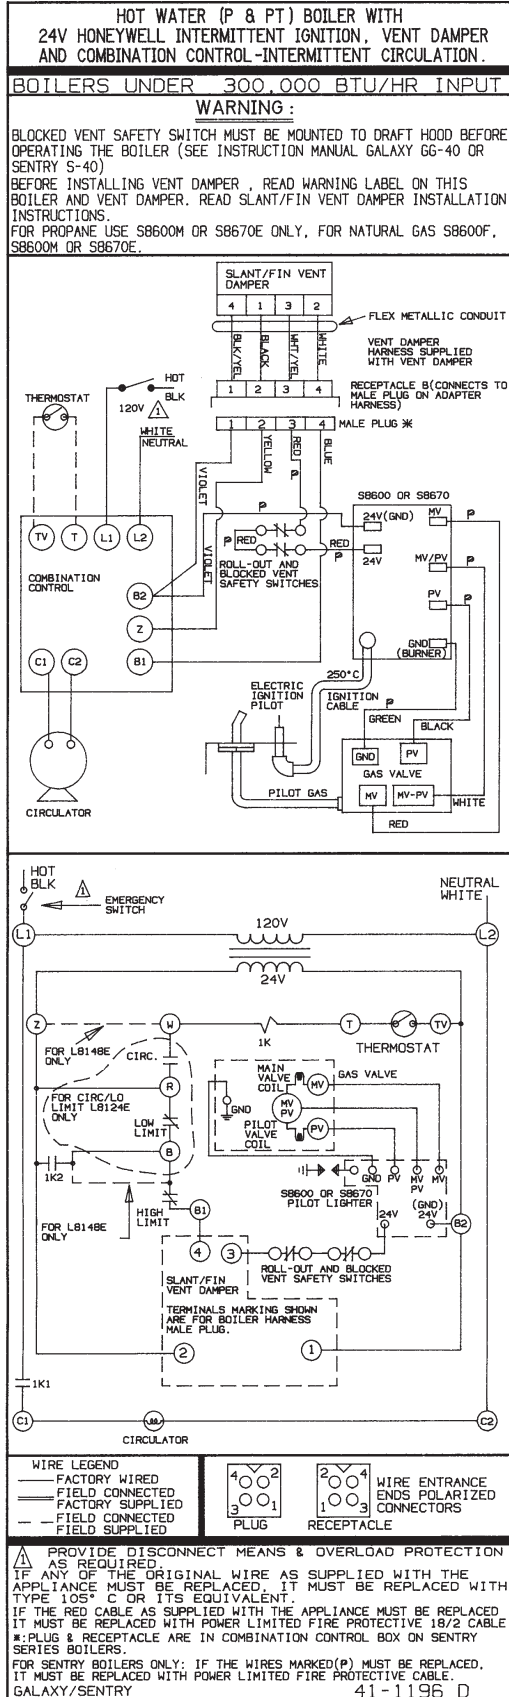 HOT WATER (P & PT) BOILER WITH
24V HONEYWELL INTERMITTENT IGNITION, VENT DAMPER
AND COMBINATION CONTROL-INTERMITTENT CIRCULATION.
BOILERS UNDER 300,000 BTU/HR INPUT
WARNING:
BLOCKED VENT SAFETY SWITCH MUST BE MOUNTED TO DRAFT HOOD BEFORE
OPERATING THE BOILER (SEE INSTRUCTION MANUAL GALAXY GG-40 OR
SENTRY S-40)
BEFORE INSTALLING VENT DAMPER , READ WARNING LABEL ON THIS
BOILER AND VENT DAMPER. READ SLANT/FIN VENT DAMPER INSTALLATION
INSTRUCTIONS.
FOR PROPANE USE S8600M OR S8670E ONLY, FOR NATURAL GAS S8600F,
S8600M OR S8670E.
SLANT/FIN VENT
DAMPER
4 1 3 2
FLEX METALLIC CONDUIT
BLK/YEL
BLACK
WHT/YEL
WHITE
VENT DAMPER
HARNESS SUPPLIED
WITH VENT DAMPER
HOT
BLK
120V 1
THERMOSTAT
1 2 3 4
RECEPTACLE B(CONNECTS TO
MALE PLUG ON ADAPTER
HARNESS)
WHITE
NEUTRAL
1 2 3 4
MALE PLUG *
VIOLET
YELLOW
RED
BLUE
P
S8600 OR S8670
24V(GND)
MV
P
TV T L1 L2
P
RED
RED
P
24V
COMBINATION
CONTROL
VIOLET
ROLL-OUT AND
BLOCKED VENT
SAFETY SWITCHES
MV/PV
P
B2
PV
Z
GND
(BURNER)
C1 C2
B1
250°C
IGNITION
CABLE
ELECTRIC
IGNITION
PILOT
P
GREEN
BLACK
GND
PV
GAS VALVE
PILOT GAS
MV
MV-PV
WHITE
RED
CIRCULATOR
HOT
BLK
1
EMERGENCY
SWITCH
NEUTRAL
WHITE
L1
120V
L2
24V
Z
W
1K
T
TV
THERMOSTAT
FOR L8148E
ONLY
CIRC.
MAIN
VALVE
COIL
MV
GAS VALVE
R
FOR CIRC/LO
LIMIT L8124E
ONLY
GND
MV
PV
LOW
LIMIT
PILOT
VALVE
COIL
PV
B
1K2
GND PV MV
PV MV
S8600 OR S8670
PILOT LIGHTER
HIGH
LIMIT
B1
24V
(GND)
24V
B2
FOR L8148E
ONLY
4
3
ROLL-OUT AND BLOCKED
VENT SAFETY SWITCHES
SLANT/FIN
VENT DAMPER
TERMINALS MARKING SHOWN
ARE FOR BOILER HARNESS
MALE PLUG.
2
1
1K1
C1
C2
CIRCULATOR
WIRE LEGEND
FACTORY WIRED
FIELD CONNECTED
FACTORY SUPPLIED
FIELD CONNECTED
FIELD SUPPLIED
4 2
3 1
PLUG
2 4
1 3
RECEPTACLE
WIRE ENTRANCE
ENDS POLARIZED
CONNECTORS
1 PROVIDE DISCONNECT MEANS & OVERLOAD PROTECTION
AS REQUIRED.
IF ANY OF THE ORIGINAL WIRE AS SUPPLIED WITH THE
APPLIANCE MUST BE REPLACED, IT MUST BE REPLACED WITH
TYPE 105° C OR ITS EQUIVALENT.
IF THE RED CABLE AS SUPPLIED WITH THE APPLIANCE MUST BE REPLACED
IT MUST BE REPLACED WITH POWER LIMITED FIRE PROTECTIVE 18/2 CABLE
*:PLUG & RECEPTACLE ARE IN COMBINATION CONTROL BOX ON SENTRY
SERIES BOILERS.
FOR SENTRY BOILERS ONLY: IF THE WIRES MARKED(P) MUST BE REPLACED,
IT MUST BE REPLACED WITH POWER LIMITED FIRE PROTECTIVE CABLE.
GALAXY/SENTRY 41-1196 D